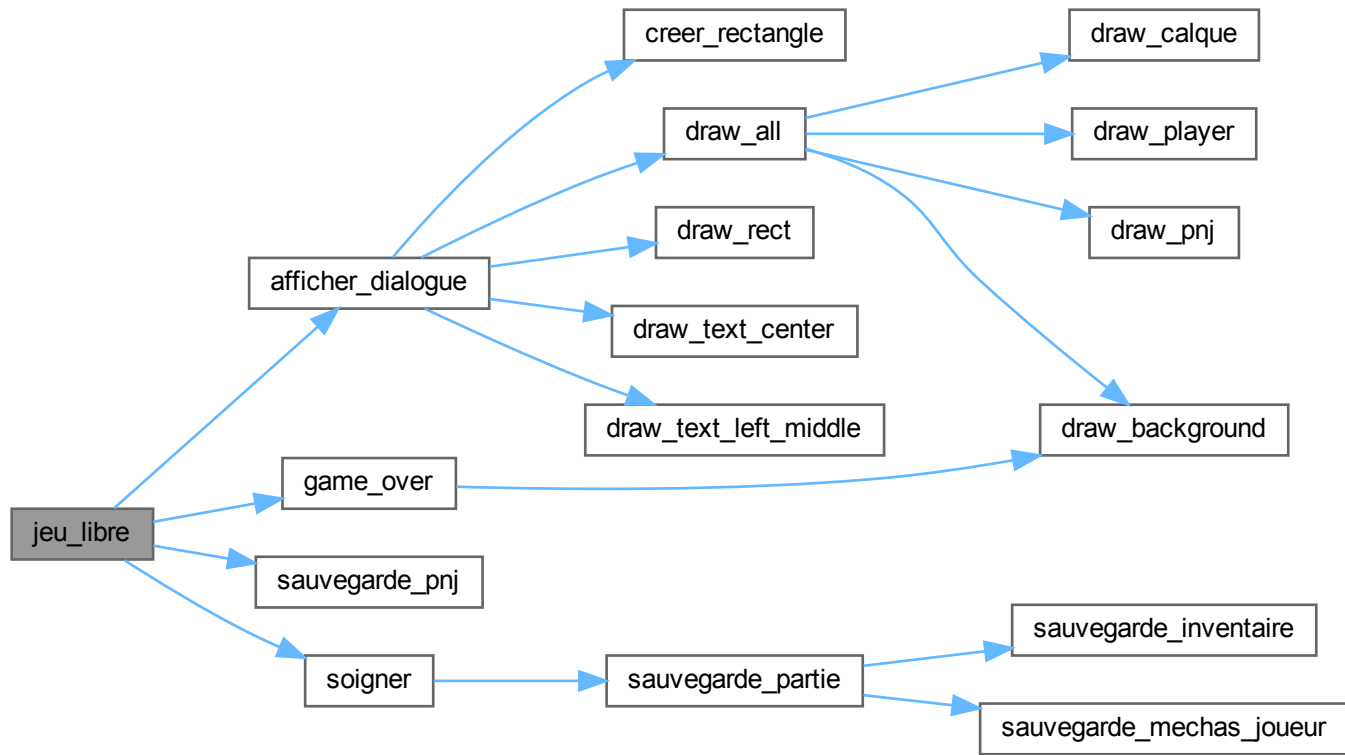 jeu_libre
afficher_dialogue
creer_rectangle
draw_all
draw_calque
draw_player
draw_pnj
draw_background
draw_rect
draw_text_center
draw_text_left_middle
game_over
sauvegarde_pnj
soigner
sauvegarde_partie
sauvegarde_inventaire
sauvegarde_mechas_joueur